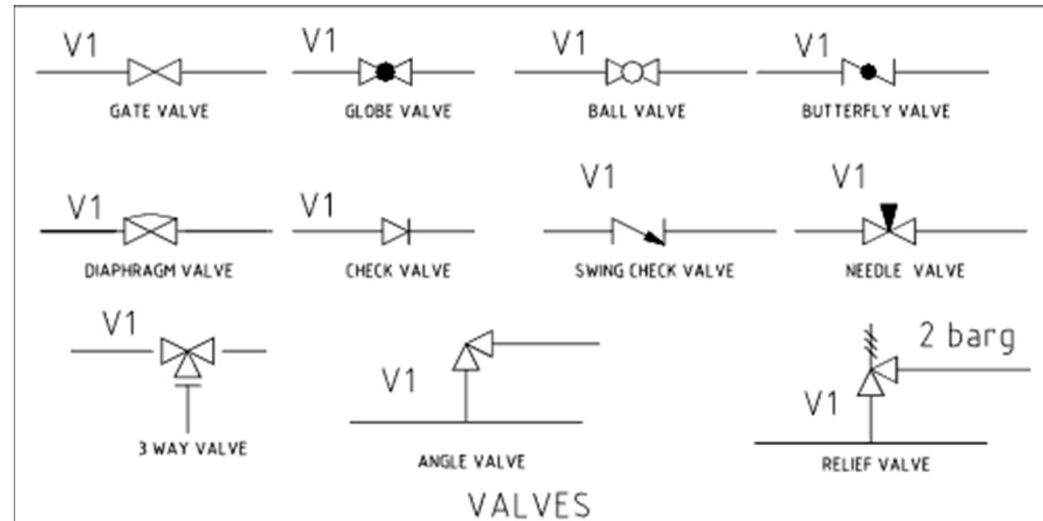 V1 V1 V1 V1
GATE VALVE GLOBE VALVE BALL VALVE BUTTERFLY VALVE
V1 V1 V1 V1
DIAPHRAGM VALVE CHECK VALVE SWING CHECK VALVE NEEDLE VALVE
V1 V1 V1 2 barg
3 WAY VALVE ANGLE VALVE RELIEF VALVE
VALVES